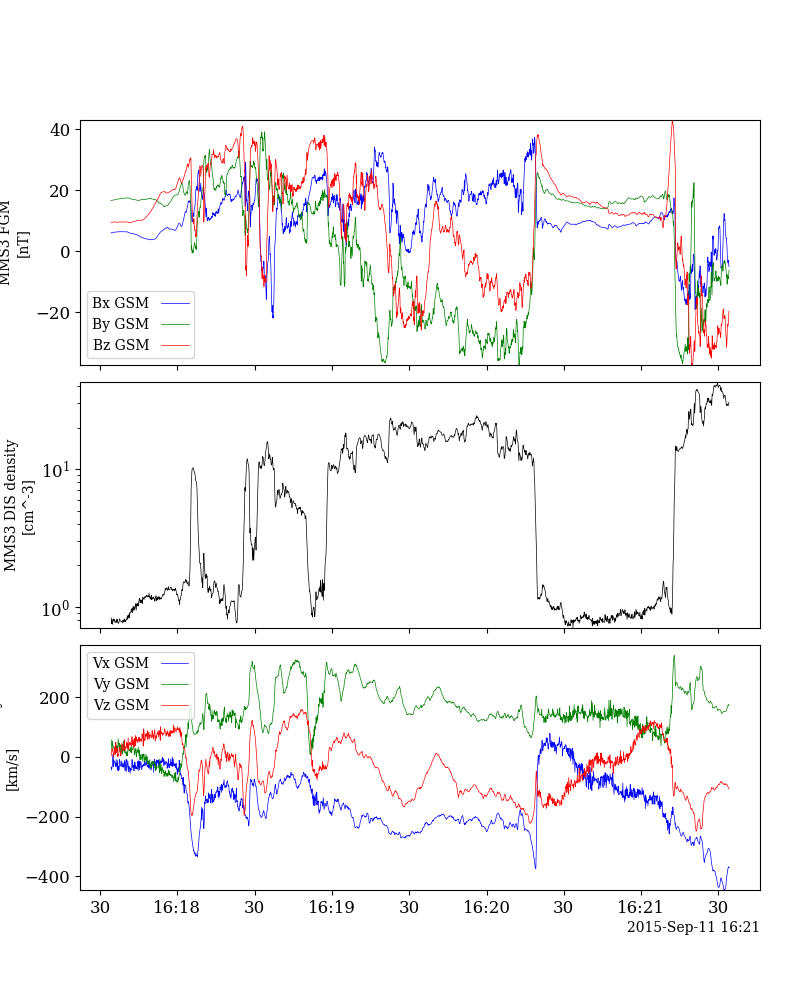 40
20
0
−20
MMS3 FGM
[nT]
Bx GSM
By GSM
Bz GSM
10^1
10^0
MMS3 DIS density
[cm^-3]
Vx GSM
Vy GSM
Vz GSM
200
0
−200
−400
[km/s]
30 16:18 30 16:19 30 16:20 30 16:21 30
2015-Sep-11 16:21